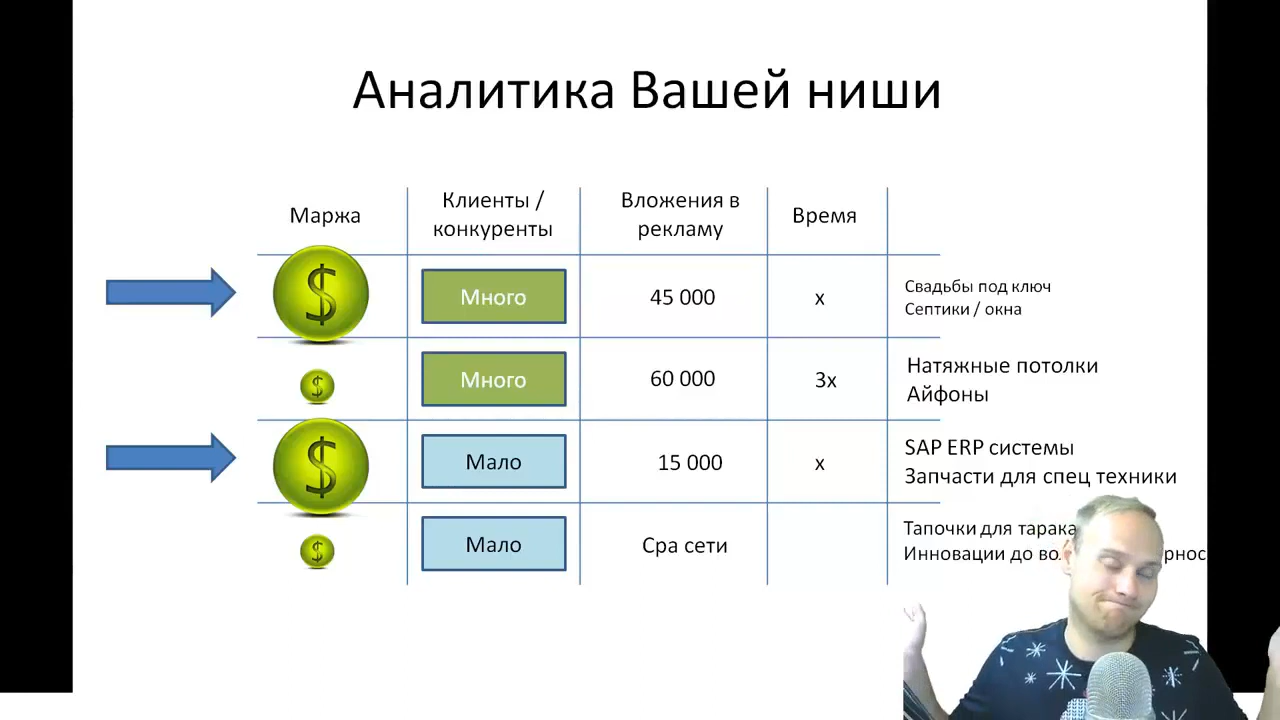 Аналитика Вашей ниши
Маржа
Клиенты /
конкуренты
Вложения в
рекламу
Время
$
Много
45 000
x
Свадьбы под ключ
Септики / окна
$
Много
60 000
3x
Натяжные потолки
Айфоны
$
Мало
15 000
x
SAP ERP системы
Запчасти для спец техники
$
Мало
Сра сети
Тапочки для
Инновации до